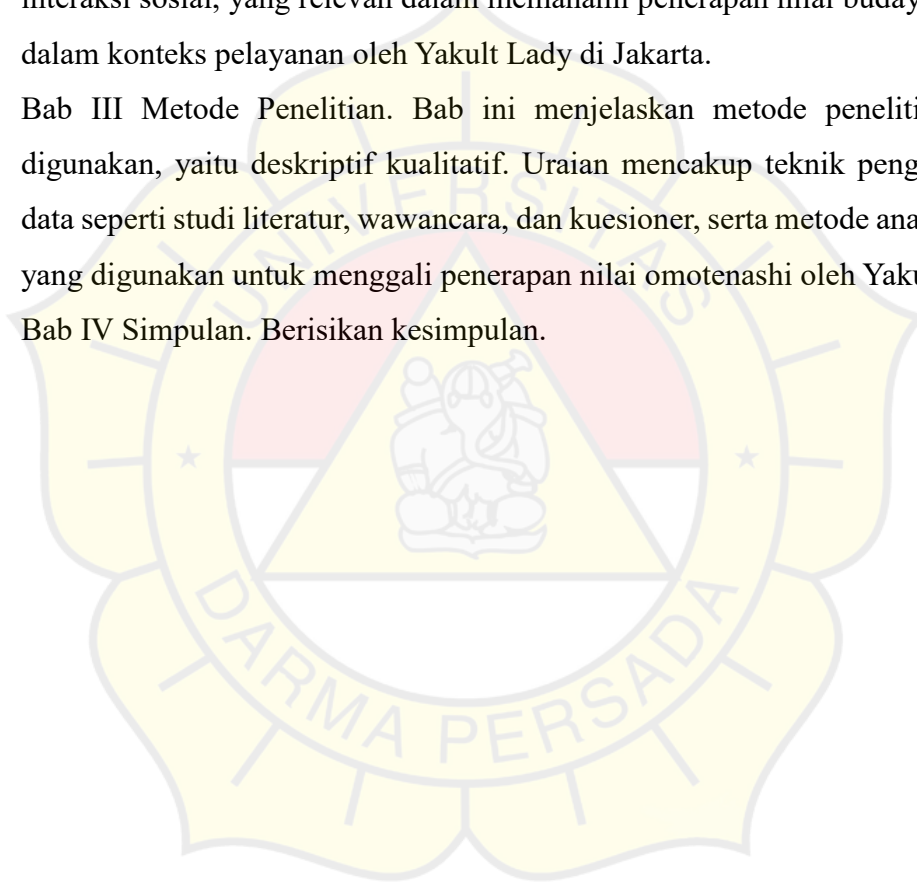 interaksi sosial, yang relevan dalam memahami penerapan nilai buday
dalam konteks pelayanan oleh Yakult Lady di Jakarta.
Bab III Metode Penelitian. Bab ini menjelaskan metode peneliti
digunakan, yaitu deskriptif kualitatif. Uraian mencakup teknik peng
data seperti studi literatur, wawancara, dan kuesioner, serta metode ana
yang digunakan untuk menggali penerapan nilai omotenashi oleh Yaku
Bab IV Simpulan. Berisikan kesimpulan.
UNIVERSITAS
DARMA PERSADA